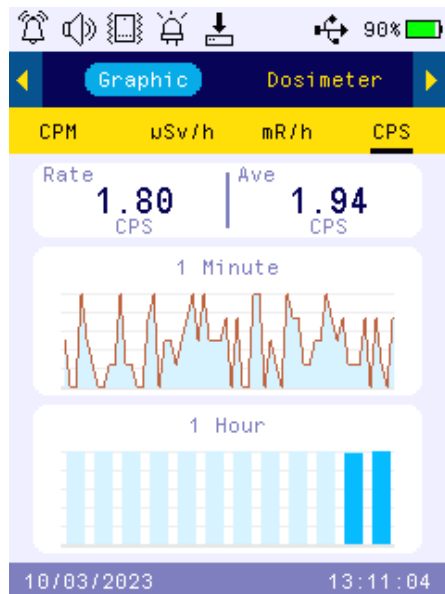 90%
Graphic Dosimeter
CPM µSv/h mR/h CPS
Rate Ave
1.80 1.94
CPS CPS
1 Minute
1 Hour
10/03/2023 13:11:04